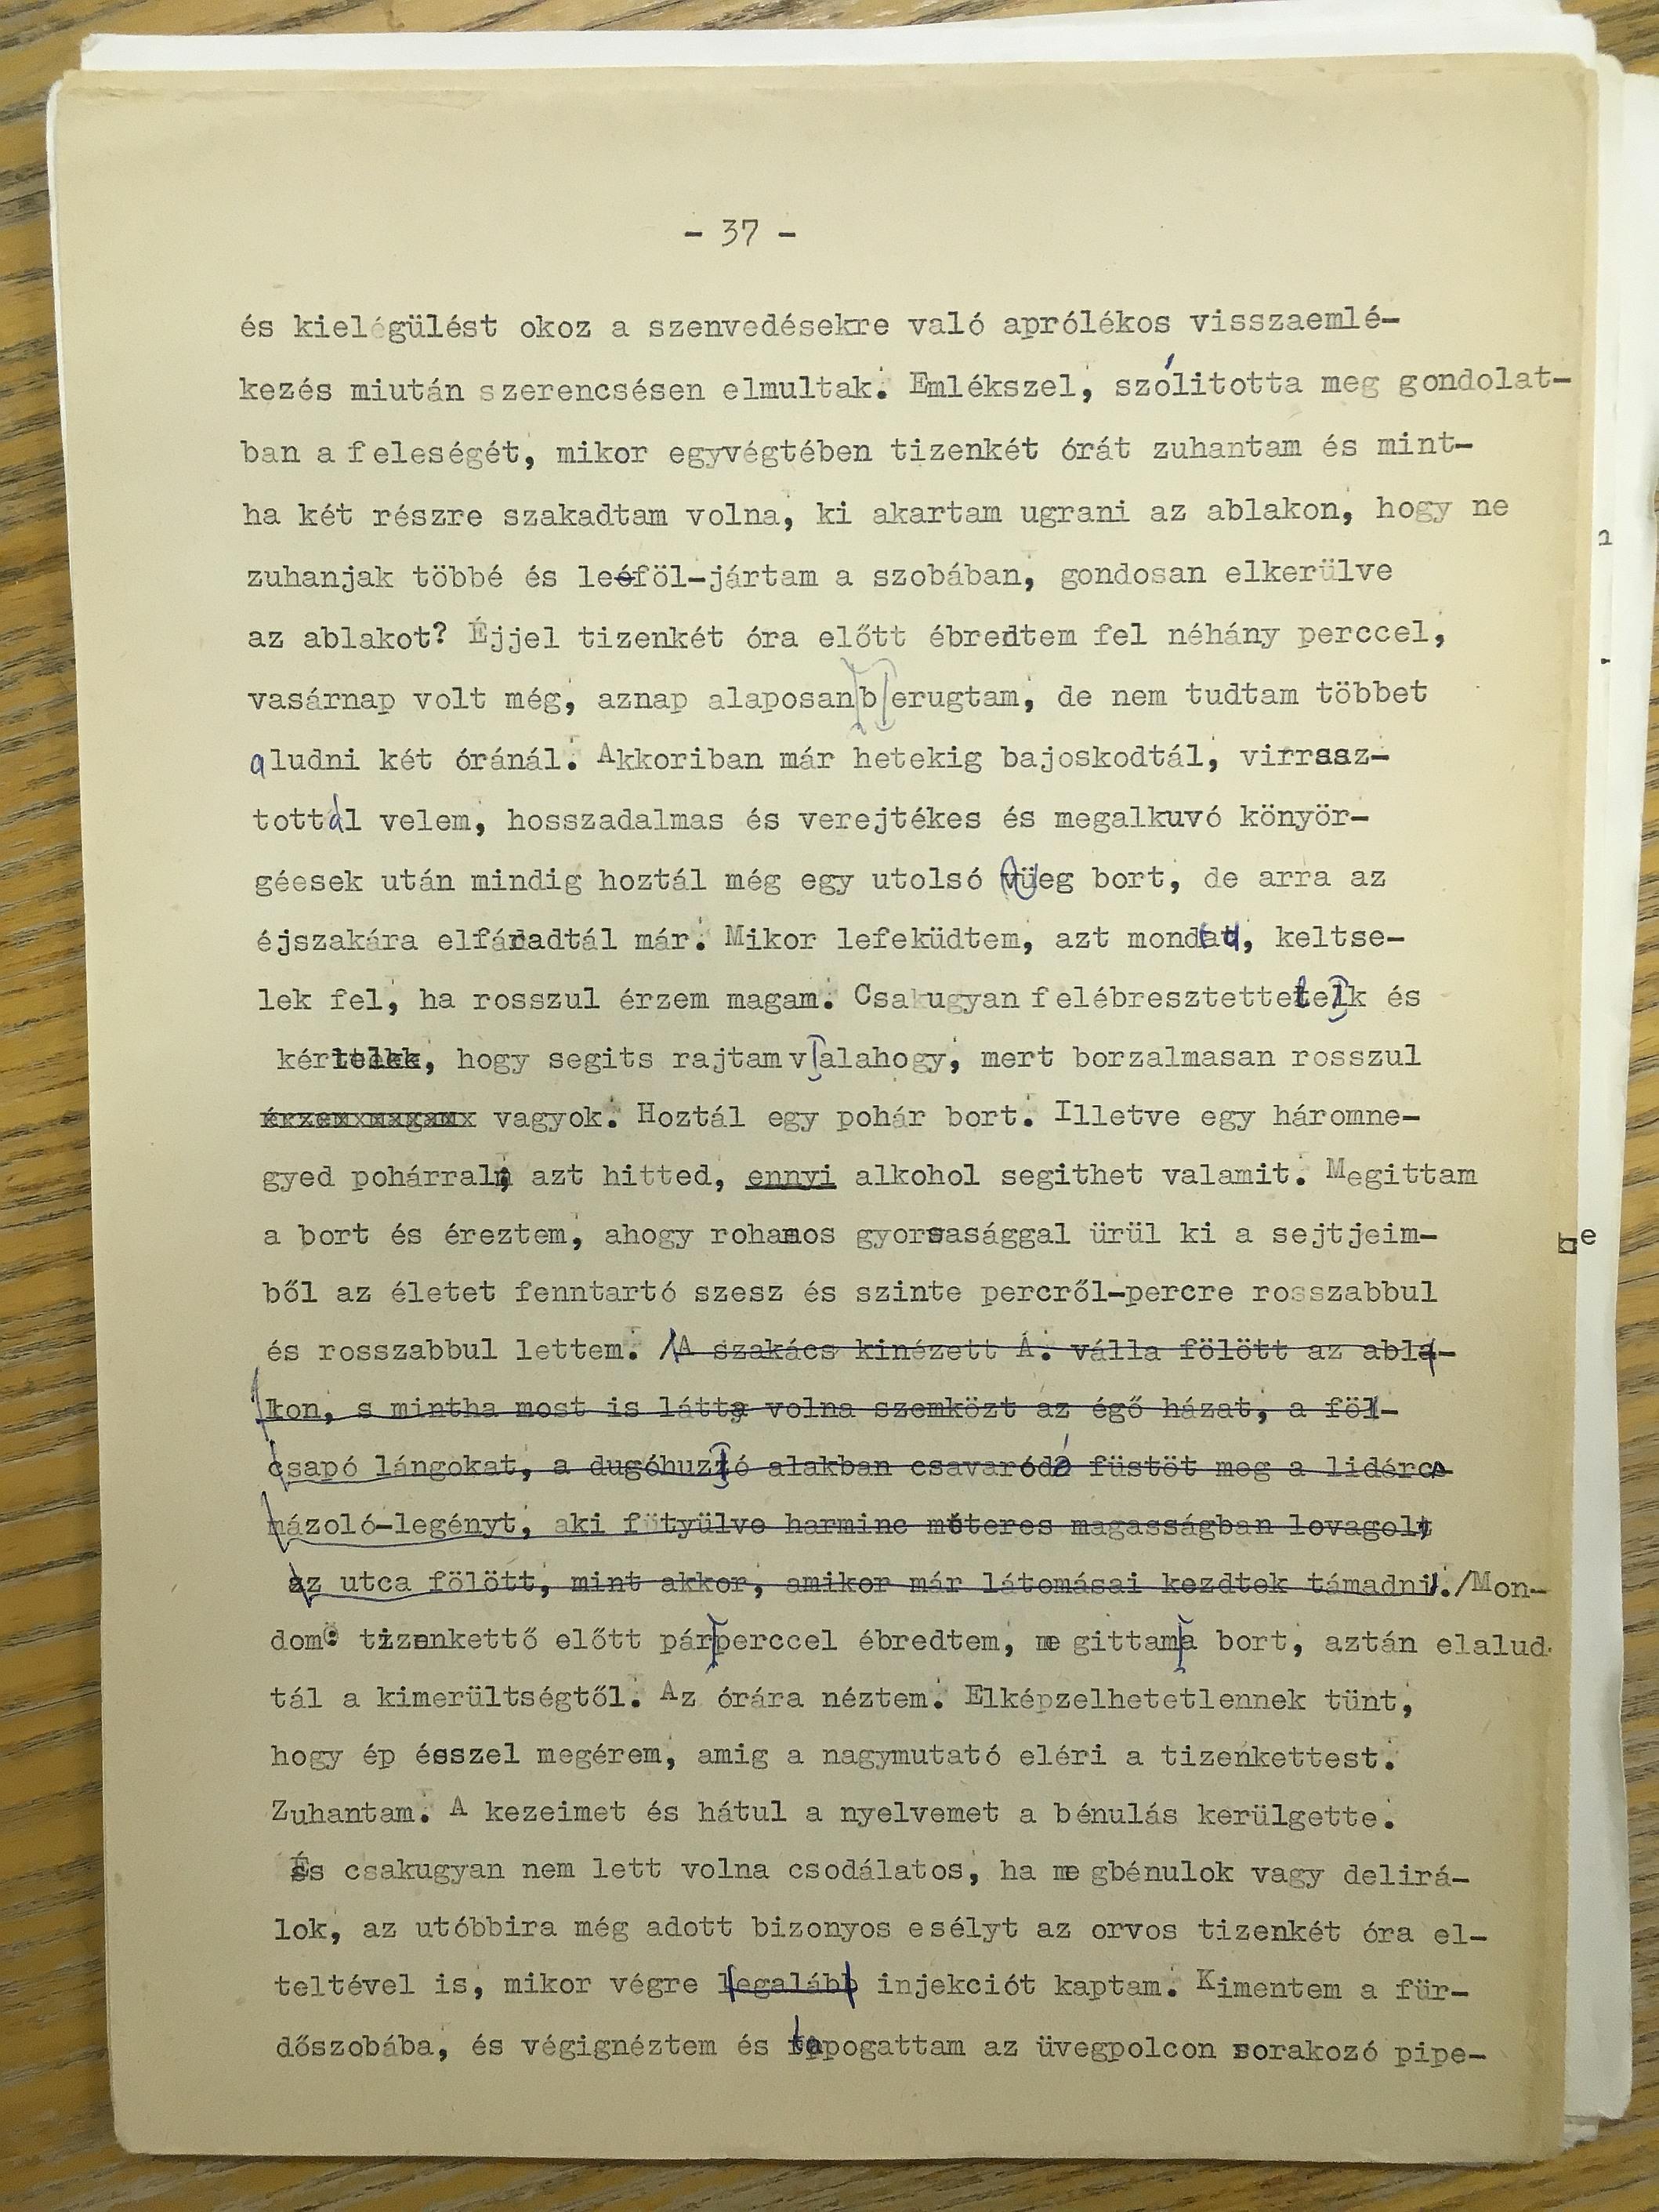 - 37 -
és kielégülést okoz a szenvedésekre való aprólékos visszaemlé-
kezés miután szerencsésen elmultak. Emlékszel, szólitotta meg gondolat-
ban a feleségét, mikor egyvégtében tizenkét órát zuhantam és mint-
ha két részre szakadtam volna, ki akartam ugrani az ablakon, hogy ne
zuhanjak többé és le-föl-jártam a szobában, gondosan elkerülve
az ablakot? Éjjel tizenkét óra előtt ébredtem fel néhány perccel,
vasárnap volt még, aznap alaposan berugtam, de nem tudtam többet
aludni két óránál. Akkoriban már hetekig bajoskodtál, virrasz-
tottál velem, hosszadalmas és verejtékes és megalkuvó könyör-
géesek után mindig hoztál még egy utolsó üveg bort, de arra az
éjszakára elfáradtál már. Mikor lefeküdtem, azt mondtad, keltse-
lek fel, ha rosszul érzem magam. Csakugyan felébresztettelek és
kértelek, hogy segits rajtam valahogy, mert borzalmasan rosszul
érzem magam vagyok. Hoztál egy pohár bort. Illetve egy háromne-
gyed pohárral, azt hitted, ennyi alkohol segithet valamit. Megittam
a bort és éreztem, ahogy rohamos gyorsasággal ürül ki a sejtjeim-
ből az életet fenntartó szesz és szinte percről-percre rosszabbul
és rosszabbul lettem. /A szakács kinézett Á. válla fölött az abla-
kon, s mintha most is látta volna szemközt az égő házat, a föl-
csapó lángokat, a dugóhuzó alakban csavarodó füstöt meg a lidérc
mázoló-legényt, aki fütyülve harminc méteres magasságban lovagolt
az utca fölött, mint akkor, amikor már látomásai kezdtek támadni./Mon-
dom: tizenkettő előtt pár perccel ébredtem, megittam a bort, aztán elalud-
tál a kimerültségtől. Az órára néztem. Elképzelhetetlennek tünt,
hogy ép ésszel megérem, amig a nagymutató eléri a tizenkettest.
Zuhantam. A kezeimet és hátul a nyelvemet a bénulás kerülgette.
És csakugyan nem lett volna csodálatos, ha megbénulok vagy delirá-
lok, az utóbbira még adott bizonyos esélyt az orvos tizenkét óra el-
teltével is, mikor végre legalább injekciót kaptam. Kimentem a für-
dőszobába, és végignéztem és tapogattam az üvegpolcon sorakozó pipe-